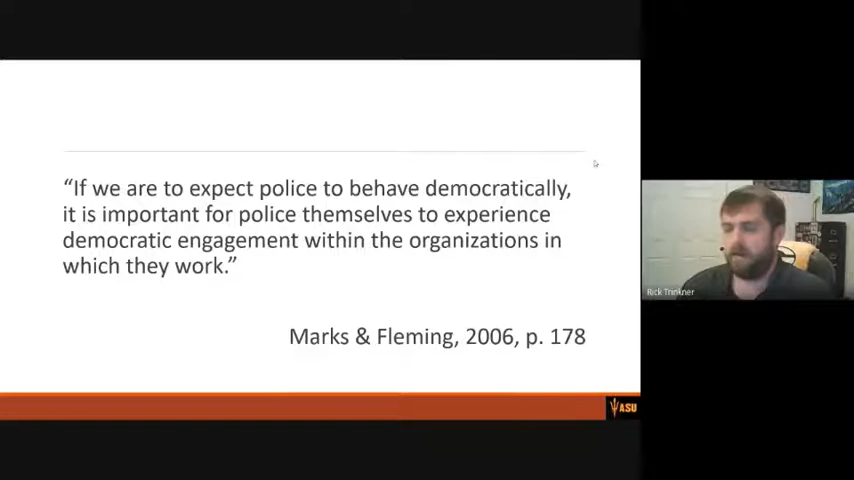 “If we are to expect police to behave democratically,
it is important for police themselves to experience
democratic engagement within the organizations in
which they work.”
Marks & Fleming, 2006, p. 178
Rick Trinkner
ASU